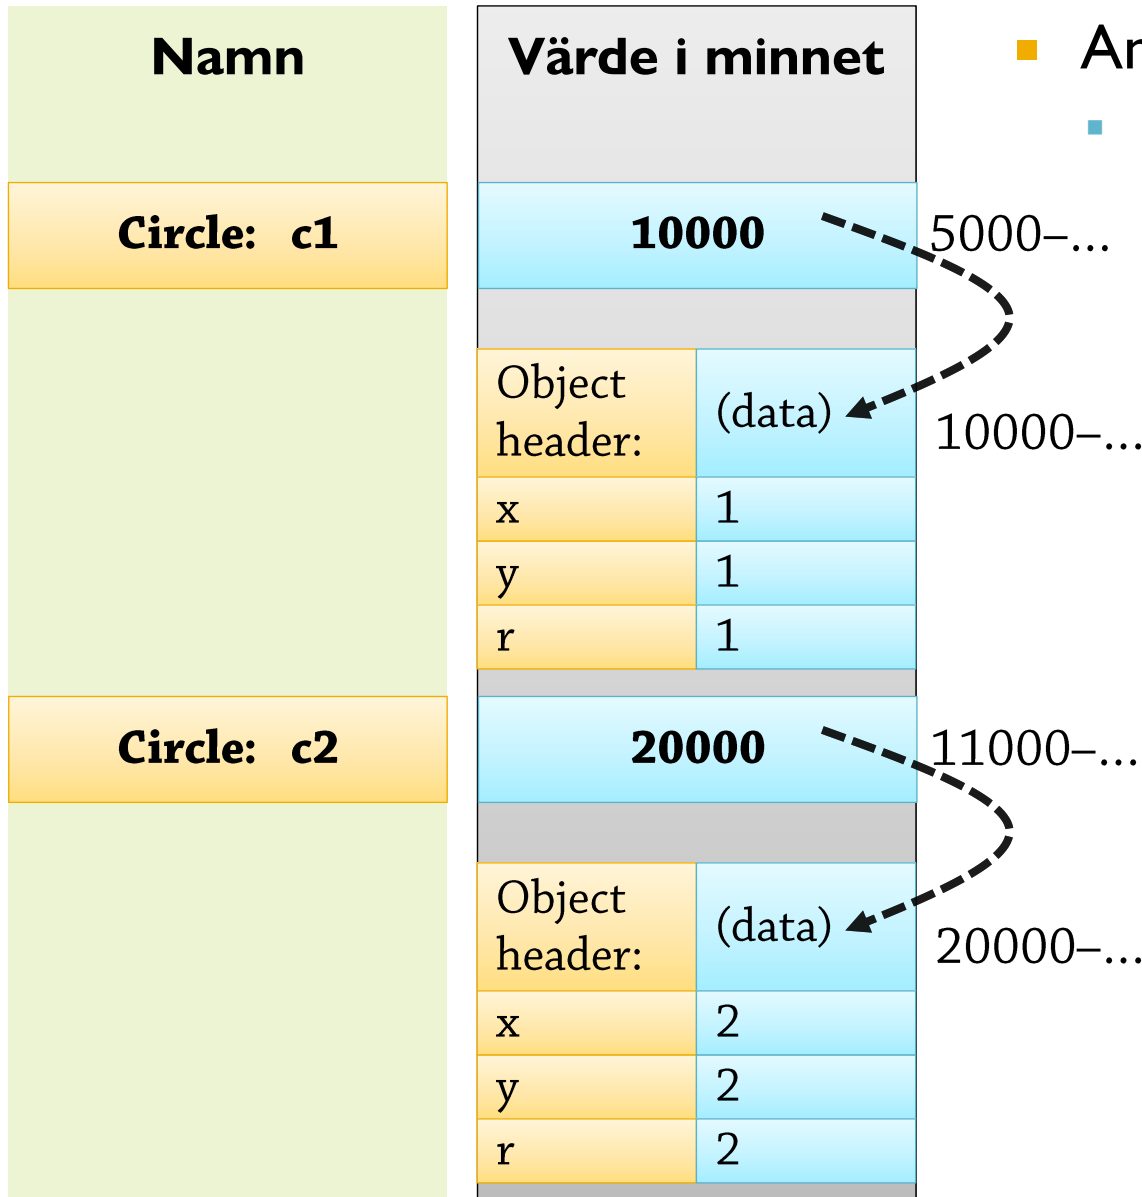 Namn Värde i minnet
Circle: c1 10000 5000–...
Object
header: (data) 10000–...
x 1
y 1
r 1
Circle: c2 20000 11000–...
Object
header: (data) 20000–...
x 2
y 2
r 2